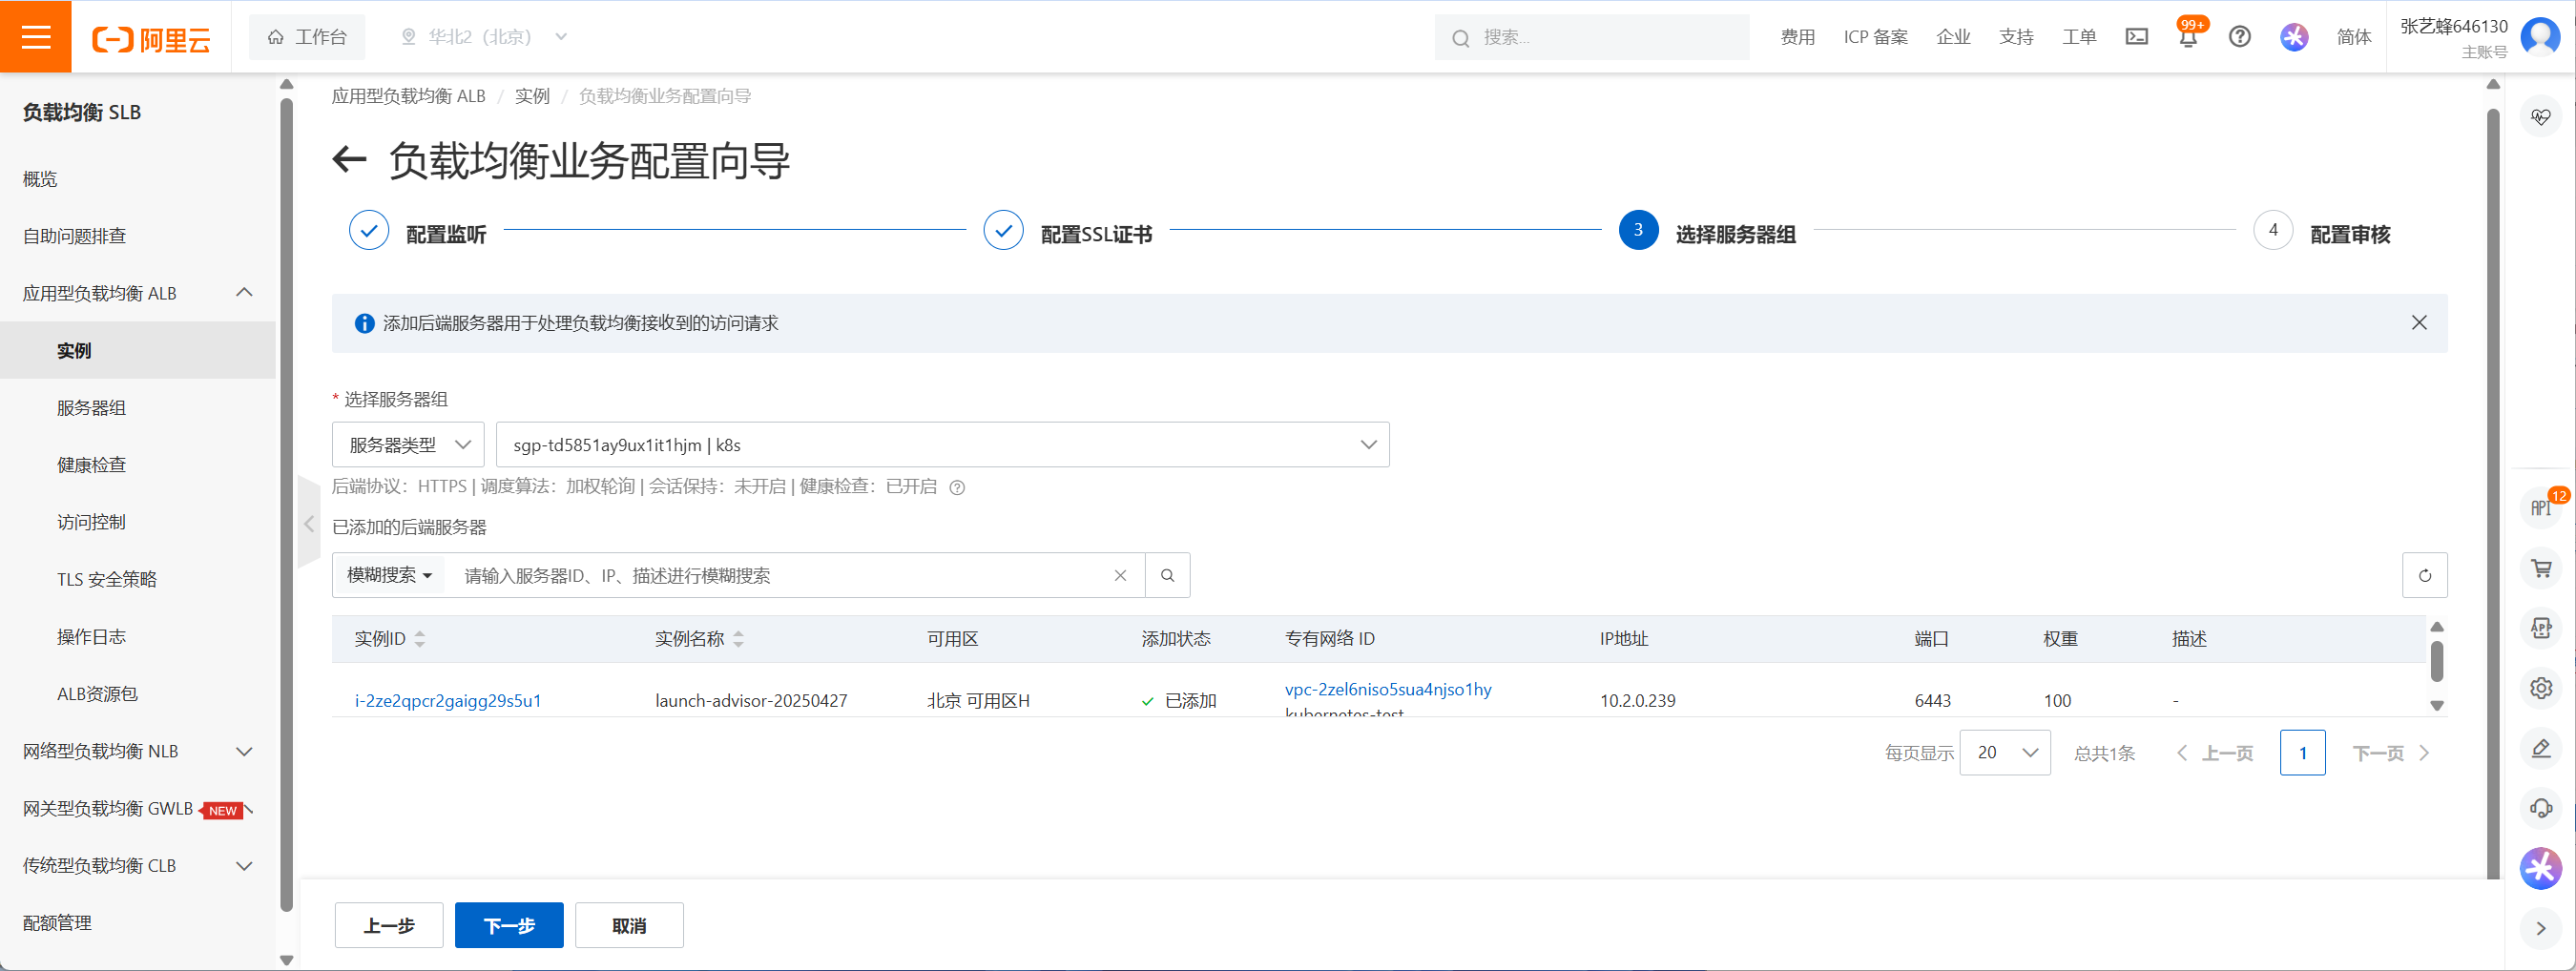 阿里云
工作台
华北2（北京）
搜索...
费用
ICP 备案
企业
支持
工单
99+
简体
张艺蜂646130
主账号
负载均衡 SLB
概览
自助问题排查
应用型负载均衡 ALB
实例
服务器组
健康检查
访问控制
TLS 安全策略
操作日志
ALB资源包
网络型负载均衡 NLB
网关型负载均衡 GWLB NEW
传统型负载均衡 CLB
配额管理
应用型负载均衡 ALB / 实例 / 负载均衡业务配置向导
负载均衡业务配置向导
配置监听
配置SSL证书
3 选择服务器组
4 配置审核
添加后端服务器用于处理负载均衡接收到的访问请求
* 选择服务器组
服务器类型
sgp-td5851ay9ux1it1hjm | k8s
后端协议：HTTPS | 调度算法：加权轮询 | 会话保持：未开启 | 健康检查：已开启
已添加的后端服务器
模糊搜索
请输入服务器ID、IP、描述进行模糊搜索
实例ID 实例名称 可用区 添加状态 专有网络 ID IP地址 端口 权重 描述
i-2ze2qpcr2gaigg29s5u1 launch-advisor-20250427 北京 可用区H 已添加 vpc-2zel6niso5sua4njso1hy 10.2.0.239 6443 100 -
kubernetes-test
每页显示 20 总共1条 上一页 1 下一页
上一步
下一步
取消
API
12
APP